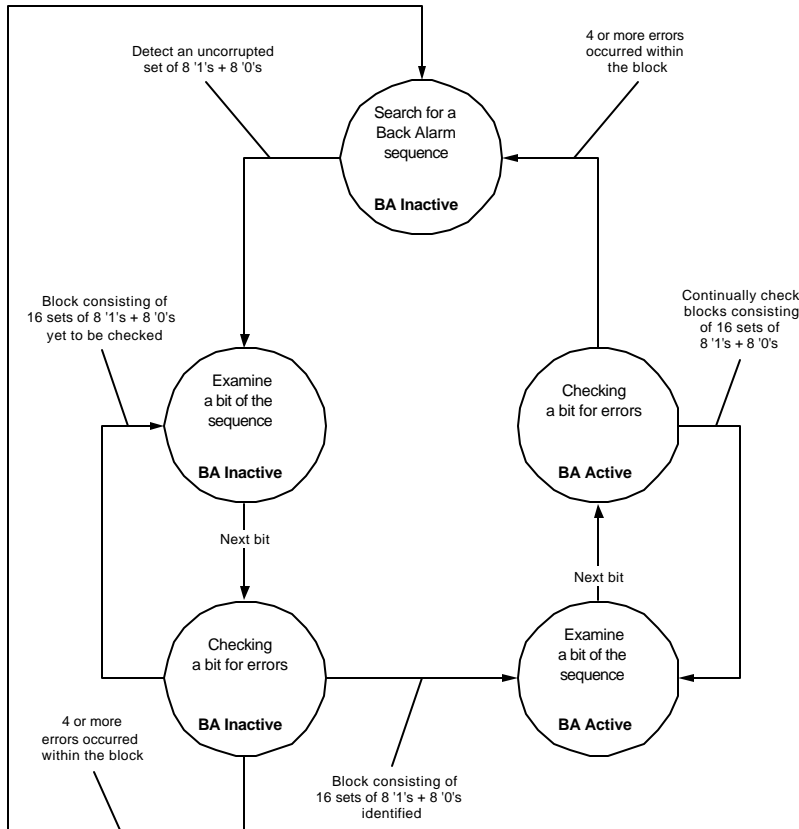 Detect an uncorrupted
set of 8 '1's + 8 '0's
4 or more errors
occurred within
the block
Search for a
Back Alarm
sequence
BA Inactive
Block consisting of
16 sets of 8 '1's + 8 '0's
yet to be checked
Continually check
blocks consisting
of 16 sets of
8 '1's + 8 '0's
Examine
a bit of the
sequence
BA Inactive
Checking
a bit for errors
BA Active
Next bit
Next bit
Checking
a bit for errors
BA Inactive
Examine
a bit of the
sequence
BA Active
4 or more
errors occurred
within the block
Block consisting of
16 sets of 8 '1's + 8 '0's
identified